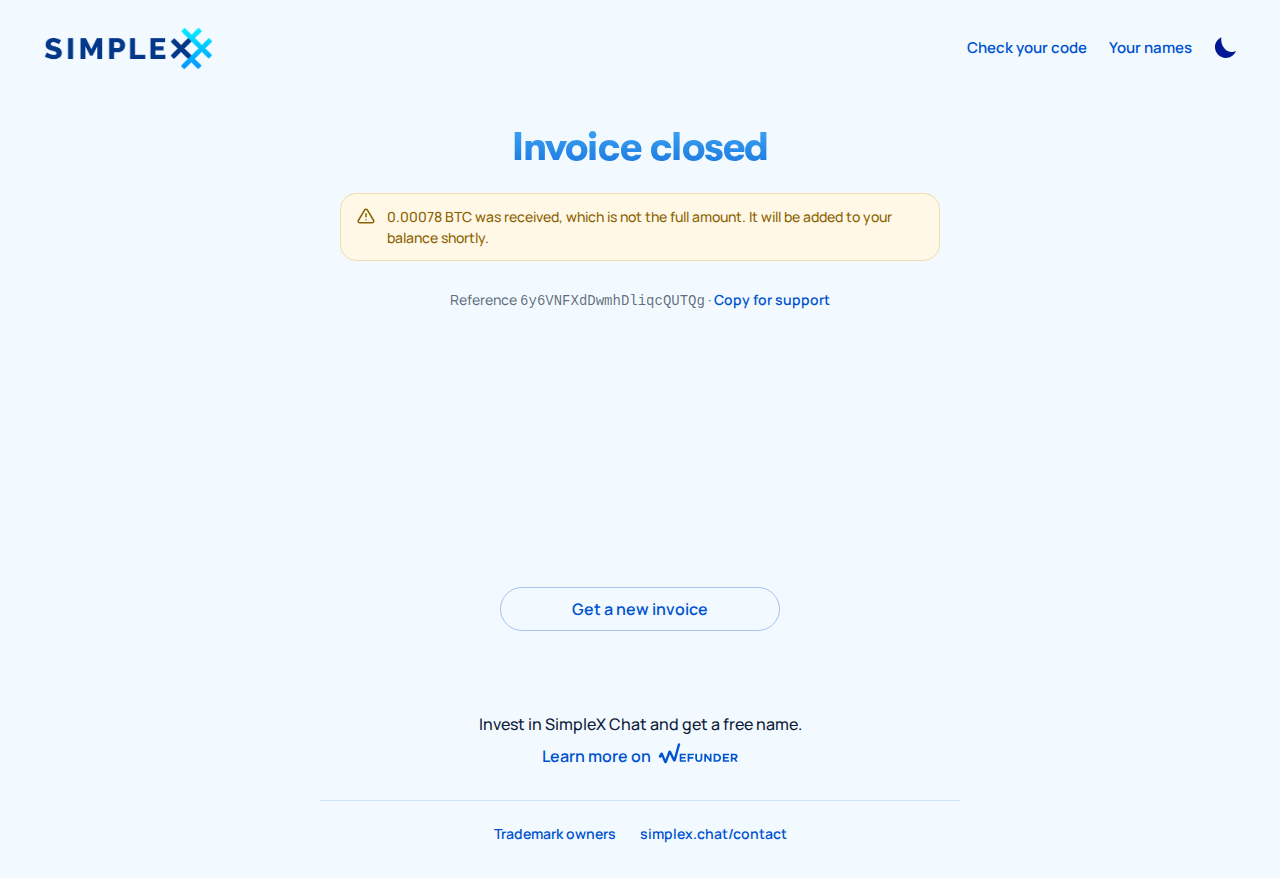 SIMPLEX
Check your code
Your names
Invoice closed
0.00078 BTC was received, which is not the full amount. It will be added to your
balance shortly.
Reference 6y6VNFXdDwmhDliqcQUTQg · Copy for support
Get a new invoice
Invest in SimpleX Chat and get a free name.
Learn more on WEFUNDER
Trademark owners
simplex.chat/contact